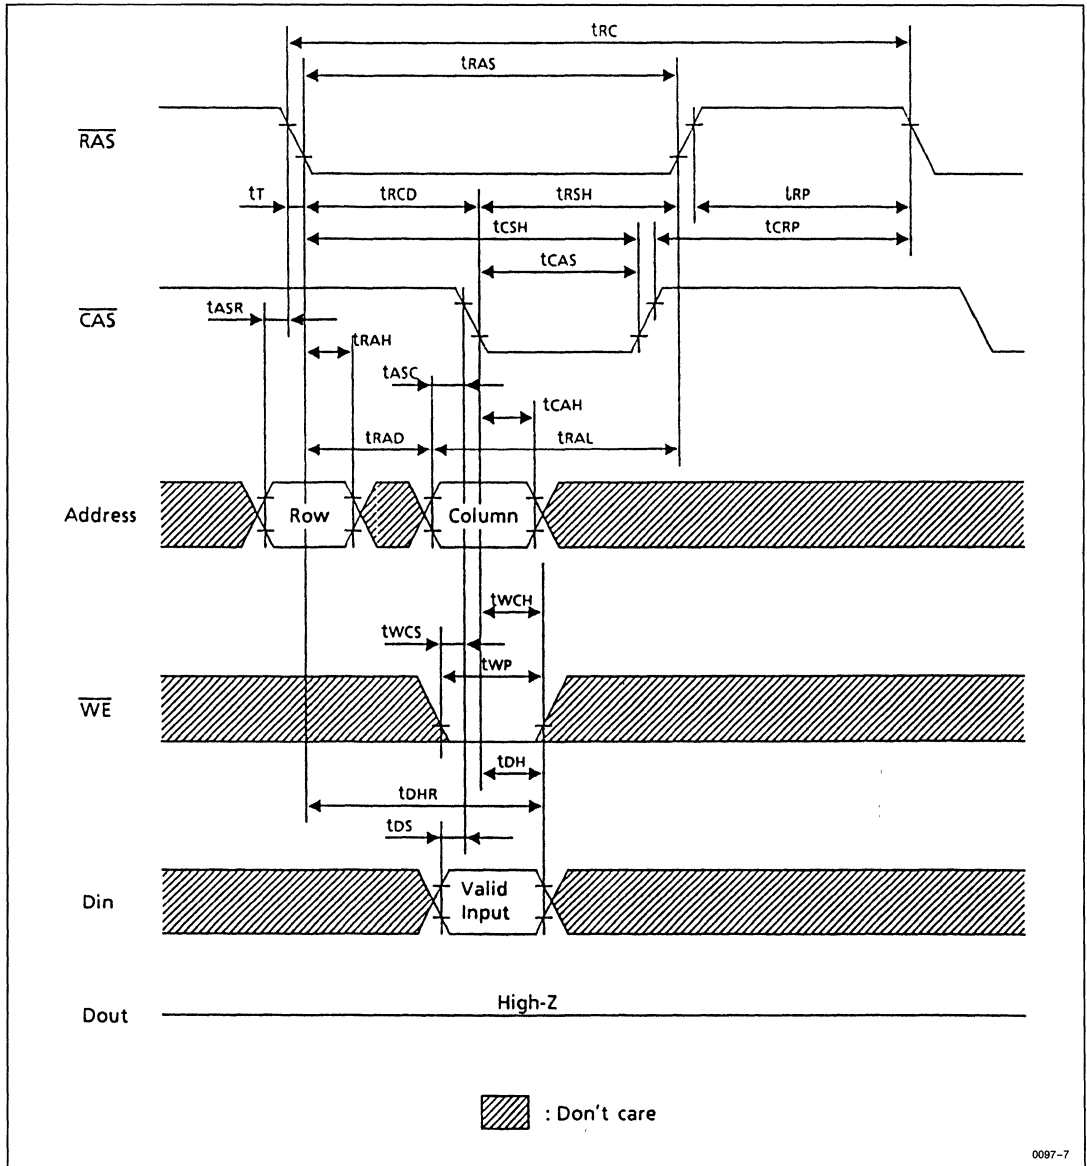 tRC
tRAS
RAS
tT
tRCD
tRSH
tRP
tCSH
tCRP
tCAS
CAS
tASR
tRAH
tASC
tCAH
tRAD
tRAL
Address
Row
Column
tWCH
tWCS
tWP
WE
tDH
tDHR
tDS
Din
Valid
Input
High-Z
Dout
: Don't care
0097-7